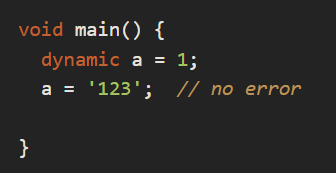 void main() {
  dynamic a = 1;
  a = '123';  // no error
}